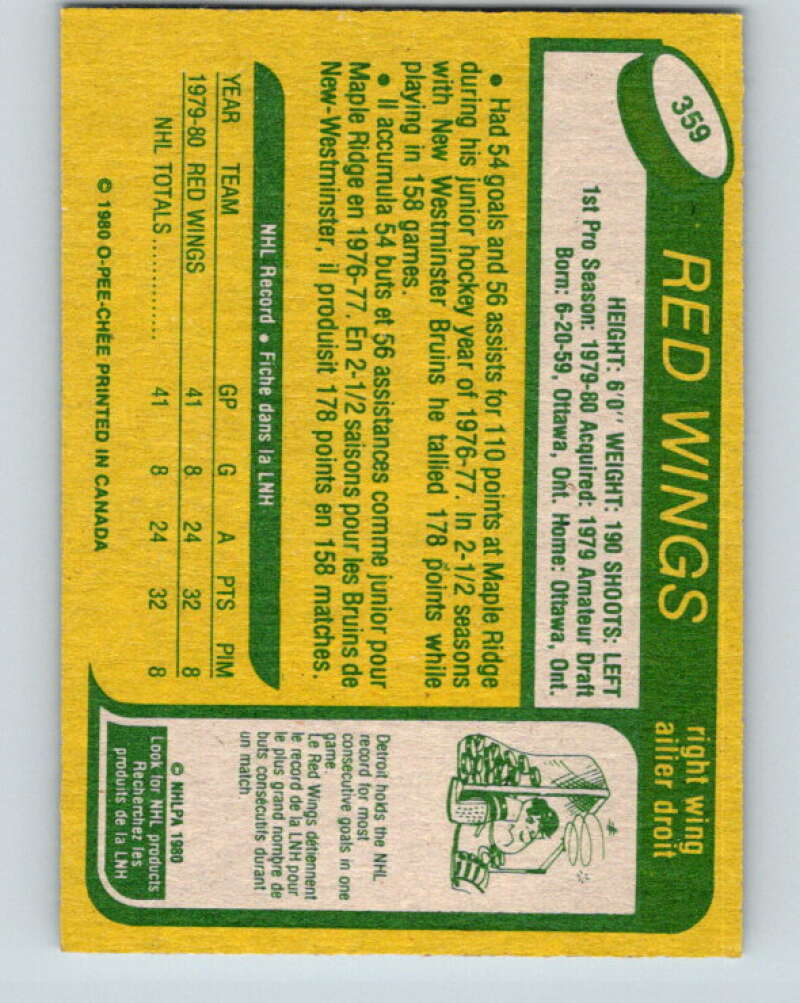 359
RED WINGS
right wing
ailier droit
HEIGHT: 6'0" WEIGHT: 190 SHOOTS: LEFT
1st Pro Season: 1979-80 Acquired: 1979 Amateur Draft
Born: 6-20-59, Ottawa, Ont. Home: Ottawa, Ont.
• Had 54 goals and 56 assists for 110 points at Maple Ridge
during his junior hockey year of 1976-77. In 2-1/2 seasons
with New Westminster Bruins he tallied 178 points while
playing in 158 games.
• Il accumula 54 buts et 56 assistances comme junior pour
Maple Ridge en 1976-77. En 2-1/2 saisons pour les Bruins de
New-Westminster, il produisit 178 points en 158 matches.
NHL Record • Fiche dans la LNH
YEAR TEAM GP G A PTS PIM
1979-80 RED WINGS 41 8 24 32 8
NHL TOTALS .............. 41 8 24 32 8
© 1980 O-PEE-CHÊE PRINTED IN CANADA
Detroit holds the NHL
record for most
consecutive goals in one
game.
Le Red Wings détiennent
le record de la LNH pour
le plus grand nombre de
buts consécutifs durant
un match.
© NHLPA 1980
Look for NHL products
Recherchez les
produits de la LNH